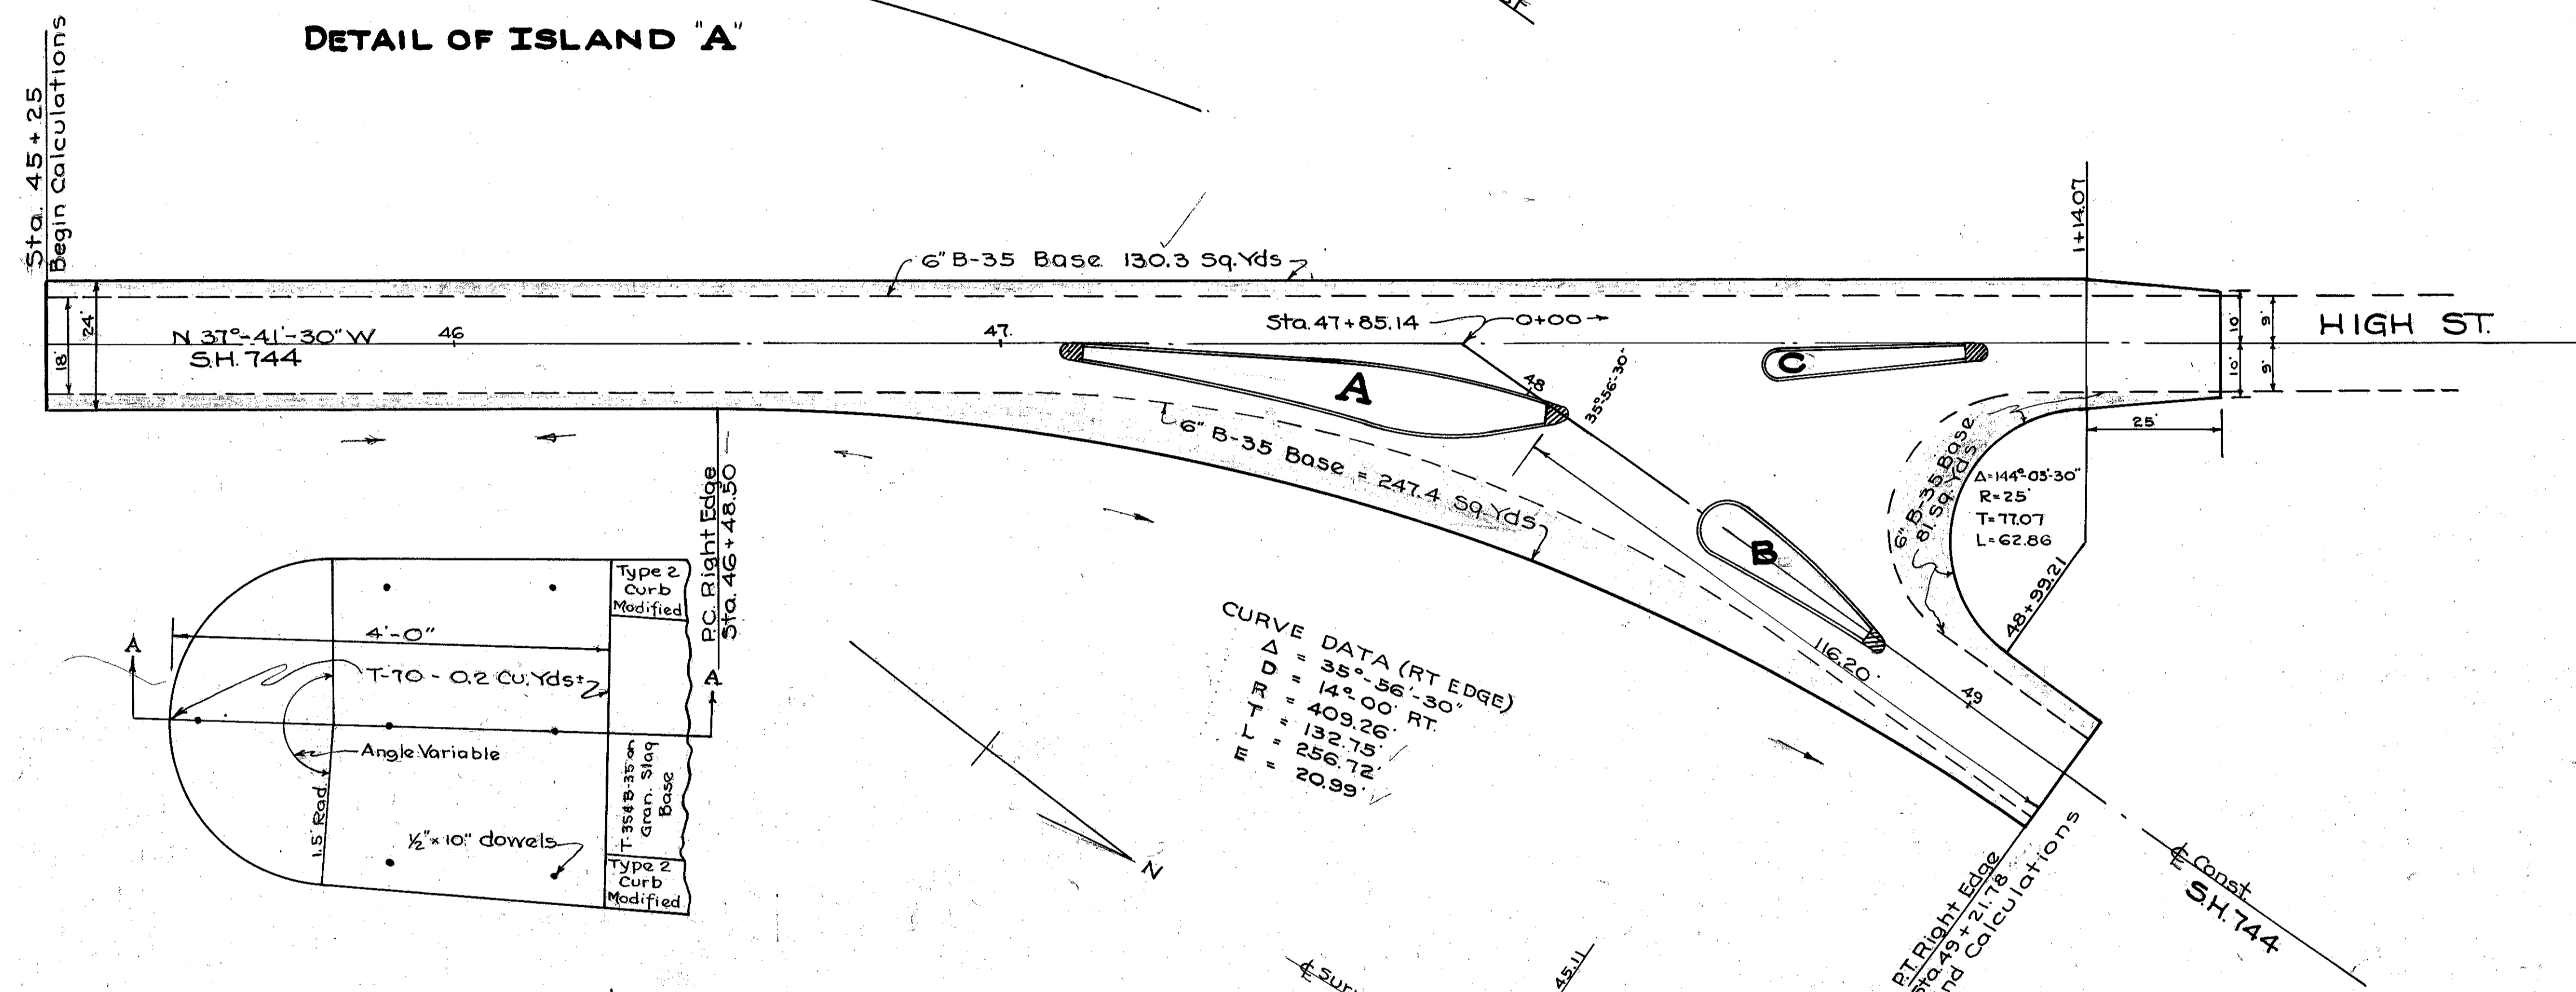 DETAIL OF ISLAND "A"
Sta. 45+25
Begin Calculations
6" B-35 Base 130.3 Sq.Yds
1+14.07
24'
18'
N 37°-41'-30" W
S.H. 744
46
47.
Sta. 47+85.14
0+00
10'
9'
10'
9'
HIGH ST.
A
C
48
35°-56'-30"
25'
6" B-35 Base = 247.4 Sq.Yds
6" B-35 Base
81. Sq. Yds
Δ=144°-03'-30"
R=25'
T=77.07
L=62.86
48+99.21
P.C. Right Edge
Sta. 46+48.50
B
116.20'
49
CURVE DATA (RT EDGE)
Δ = 35°-56'-30"
D = 14°-00' RT.
R = 409.26'
T = 132.75'
L = 256.72'
E = 20.99'
Type 2
Curb
Modified
4'-0"
A
A
T-70 - 0.2 Cu.Yds±
Angle Variable
1.5' Rad.
T-35 & B-35 on
Gran. Slag
Base
½" x 10" dowels
Type 2
Curb
Modified
N
P.T. Right Edge
Sta. 49+21.78
nd Calculations
℄ Const.
S.H. 744
℄ Sur
45.11